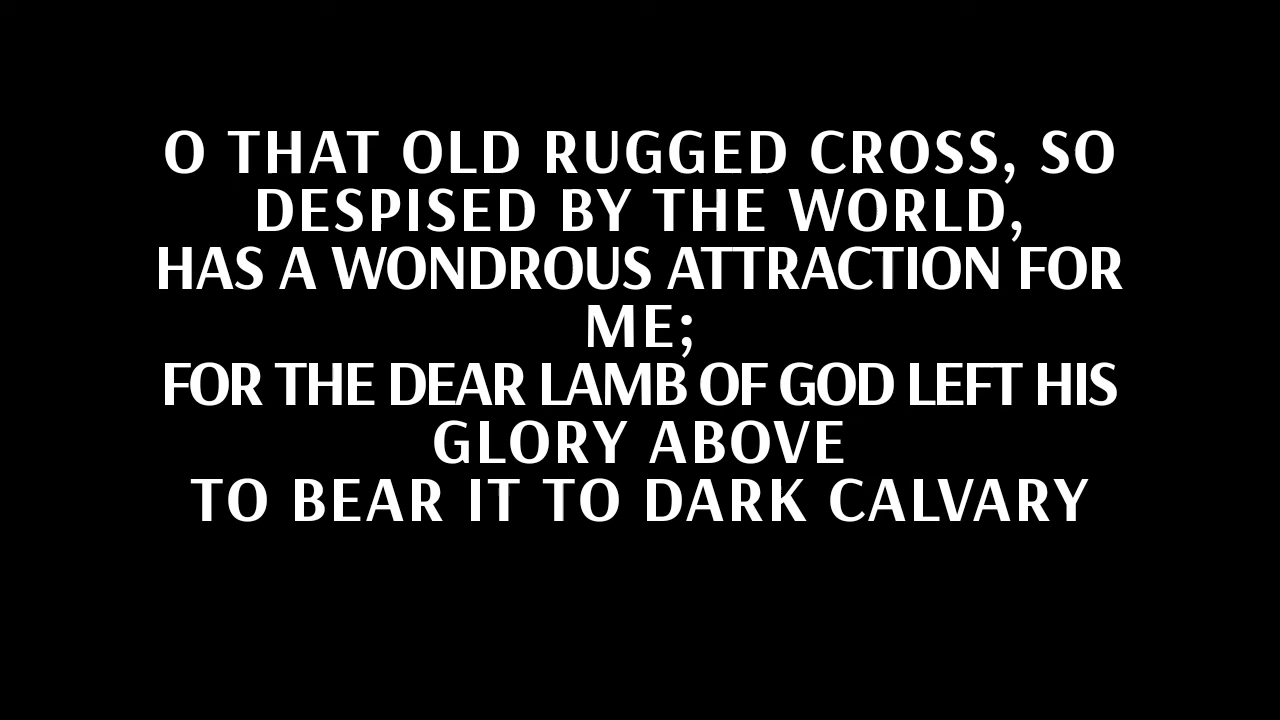 O THAT OLD RUGGED CROSS, SO
DESPISED BY THE WORLD,
HAS A WONDROUS ATTRACTION FOR
ME;
FOR THE DEAR LAMB OF GOD LEFT HIS
GLORY ABOVE
TO BEAR IT TO DARK CALVARY